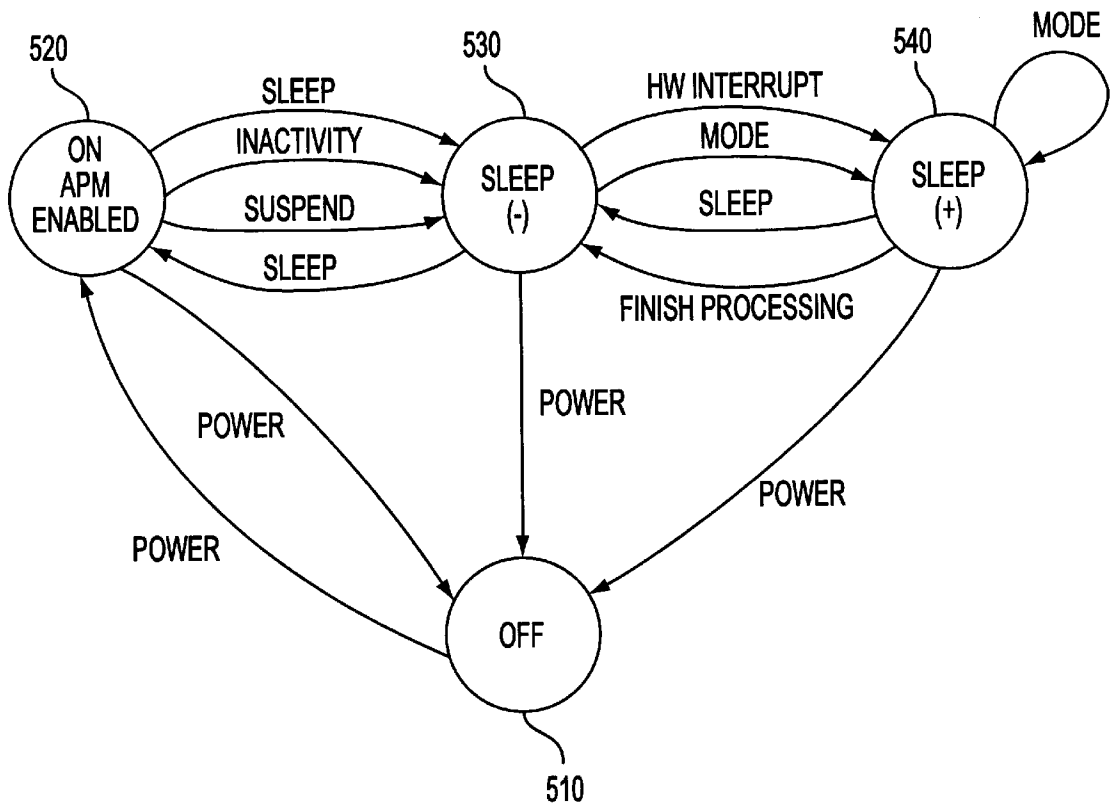 MODE
520
530
540
SLEEP
HW INTERRUPT
INACTIVITY
MODE
ON
APM
ENABLED
SLEEP
(-)
SLEEP
(+)
SUSPEND
SLEEP
SLEEP
FINISH PROCESSING
POWER
POWER
POWER
POWER
OFF
510